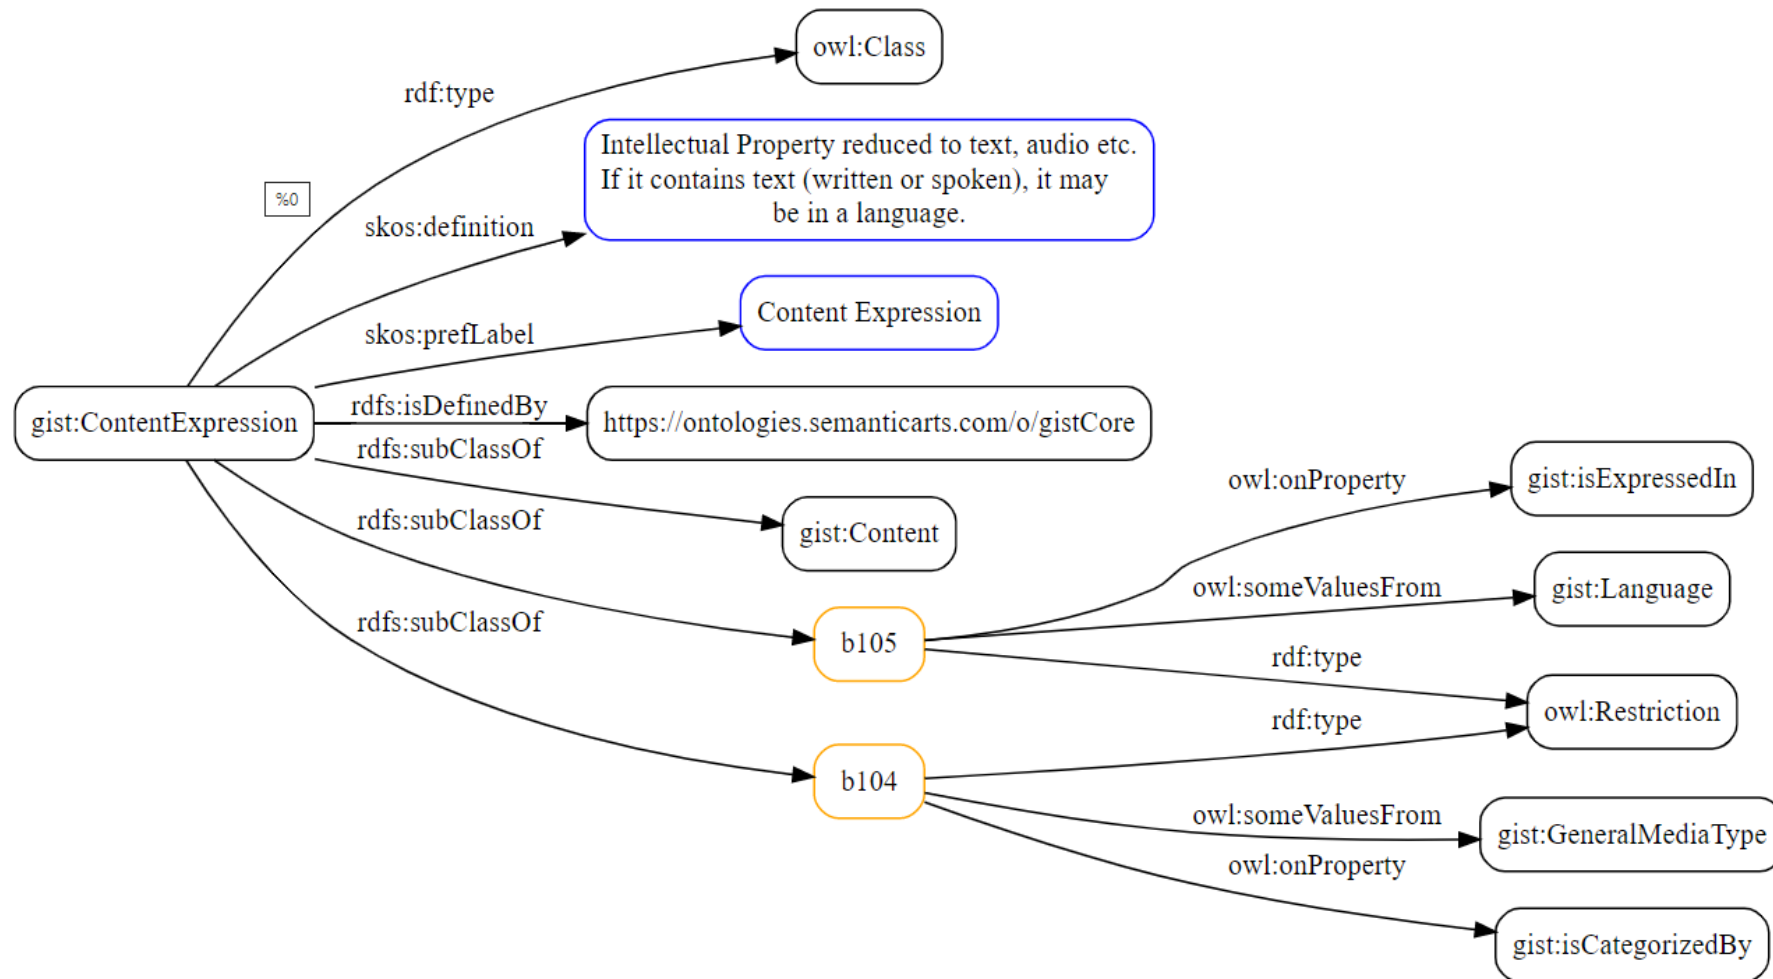 owl:Class
rdf:type
Intellectual Property reduced to text, audio etc.
If it contains text (written or spoken), it may
be in a language.
%0
skos:definition
Content Expression
skos:prefLabel
gist:ContentExpression
rdfs:isDefinedBy
https://ontologies.semanticarts.com/o/gistCore
rdfs:subClassOf
gist:Content
rdfs:subClassOf
owl:onProperty
gist:isExpressedIn
owl:someValuesFrom
gist:Language
rdfs:subClassOf
b105
rdf:type
owl:Restriction
rdf:type
b104
owl:someValuesFrom
gist:GeneralMediaType
owl:onProperty
gist:isCategorizedBy